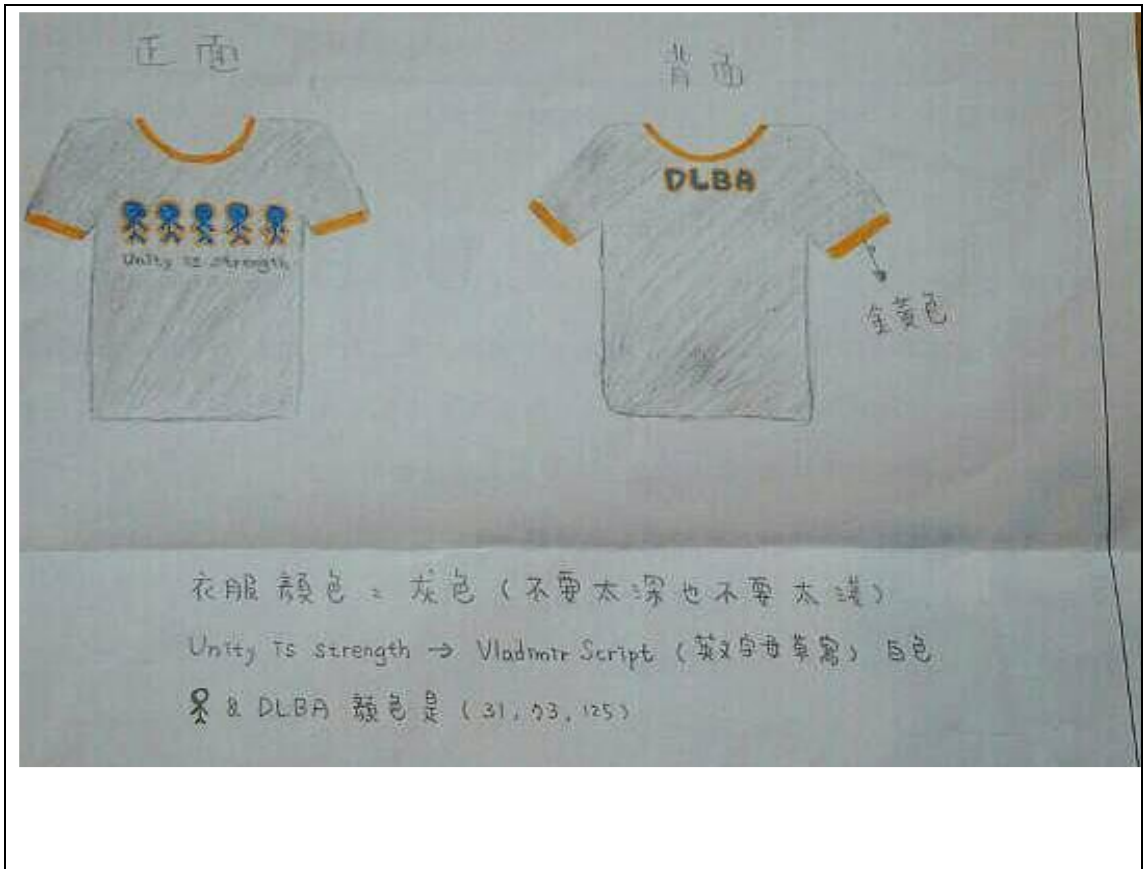 正面
背面
DLBA
Unity is strength
金黃色
衣服顏色：灰色（不要太深也不要太淺）
Unity is strength → Vladimir Script（英文字母草寫）白色
& DLBA 顏色是（31, 73, 125）